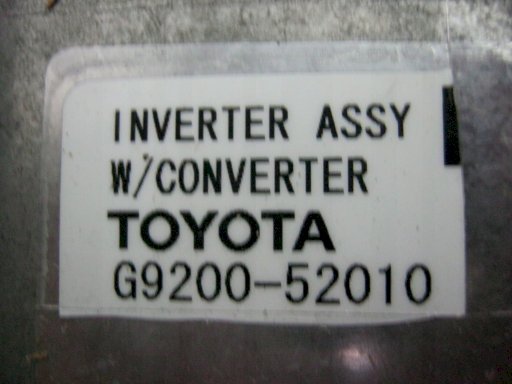 INVERTER ASSY
W/CONVERTER
TOYOTA
G9200-52010